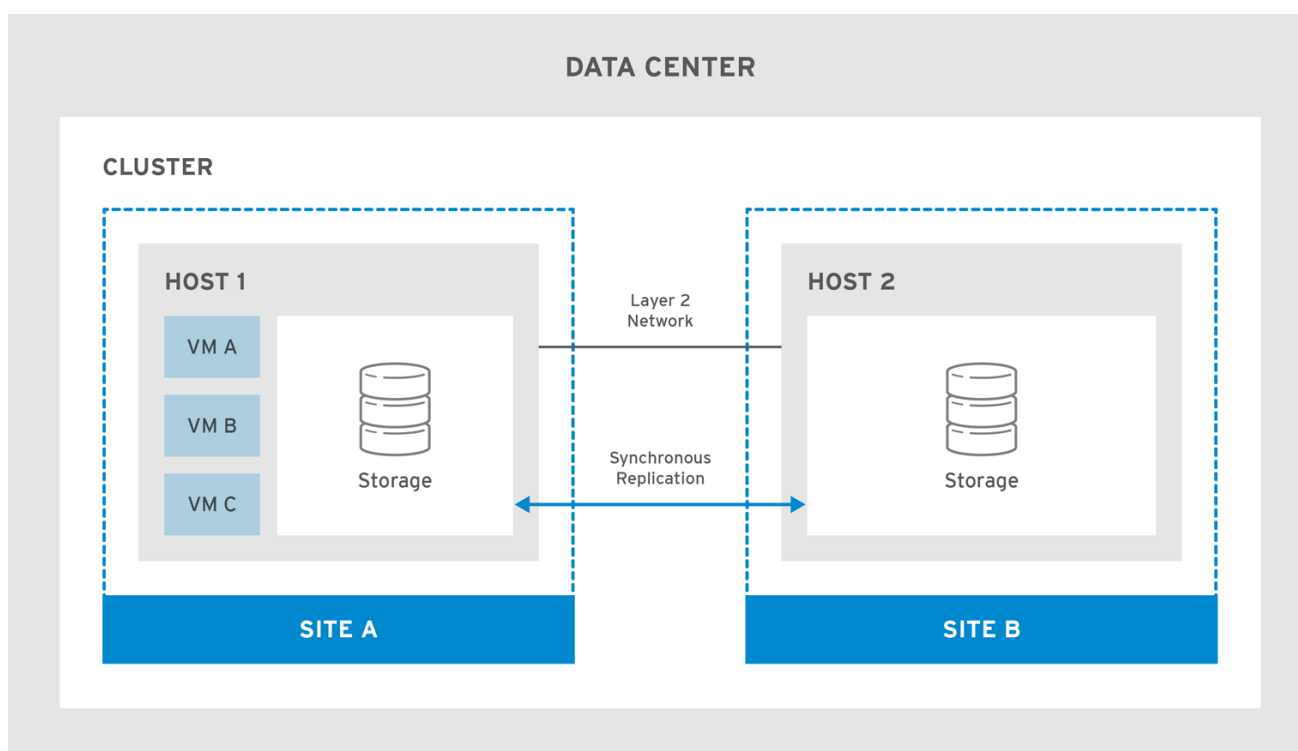 DATA CENTER
CLUSTER
HOST 1
VM A
VM B
VM C
Storage
Layer 2
Network
Synchronous
Replication
HOST 2
Storage
SITE A
SITE B